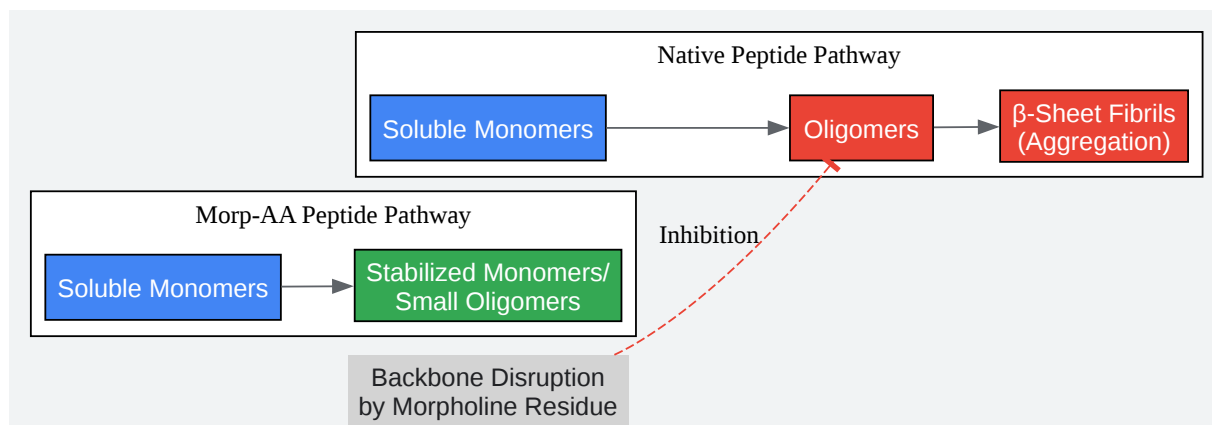 Native Peptide Pathway
Soluble Monomers
Oligomers
β-Sheet Fibrils
(Aggregation)
Morp-AA Peptide Pathway
Soluble Monomers
Stabilized Monomers/
Small Oligomers
Inhibition
Backbone Disruption
by Morpholine Residue